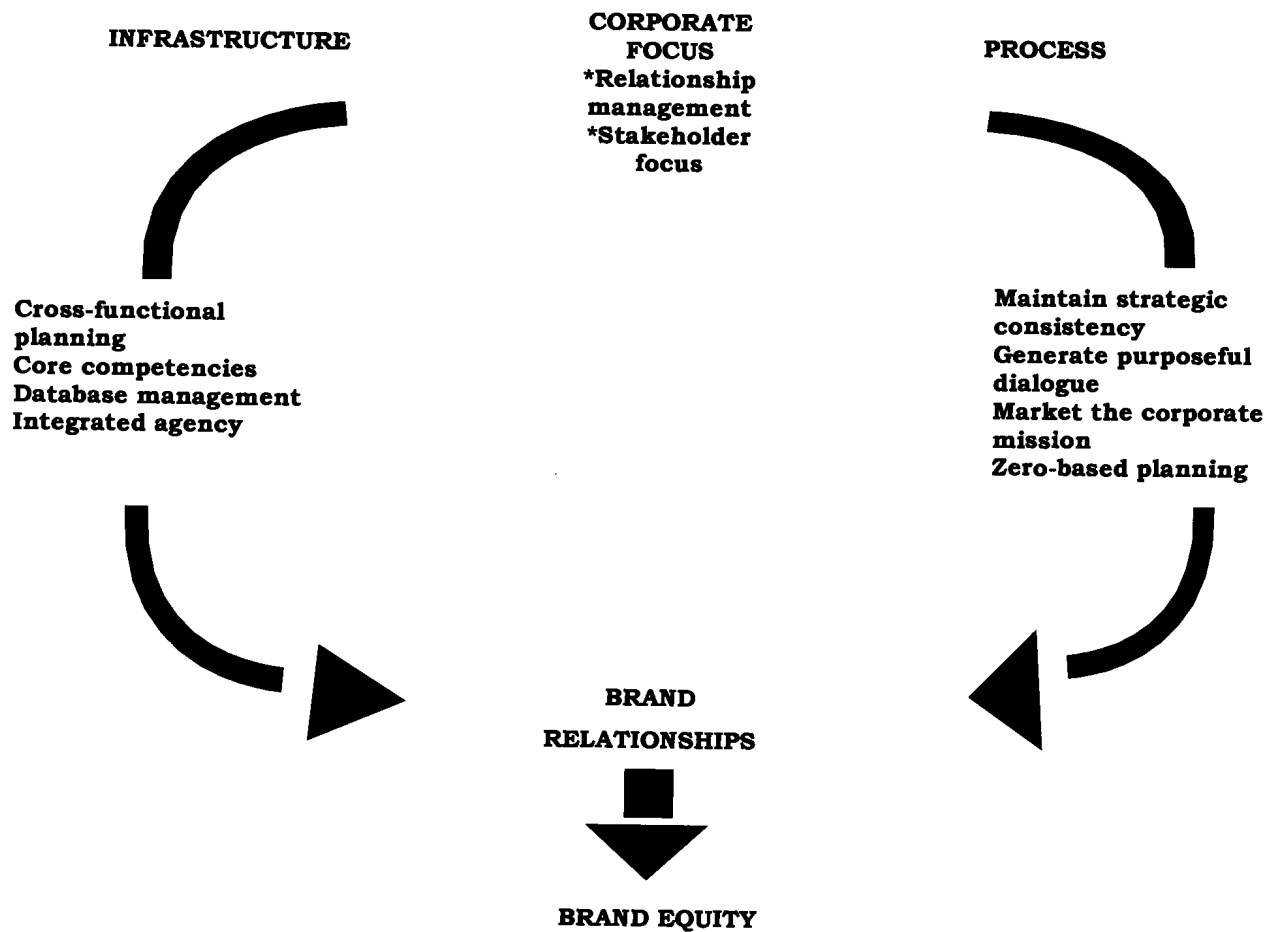 INFRASTRUCTURE
CORPORATE
FOCUS
*Relationship
management
*Stakeholder
focus
PROCESS
Cross-functional
planning
Core competencies
Database management
Integrated agency
Maintain strategic
consistency
Generate purposeful
dialogue
Market the corporate
mission
Zero-based planning
BRAND
RELATIONSHIPS
BRAND EQUITY